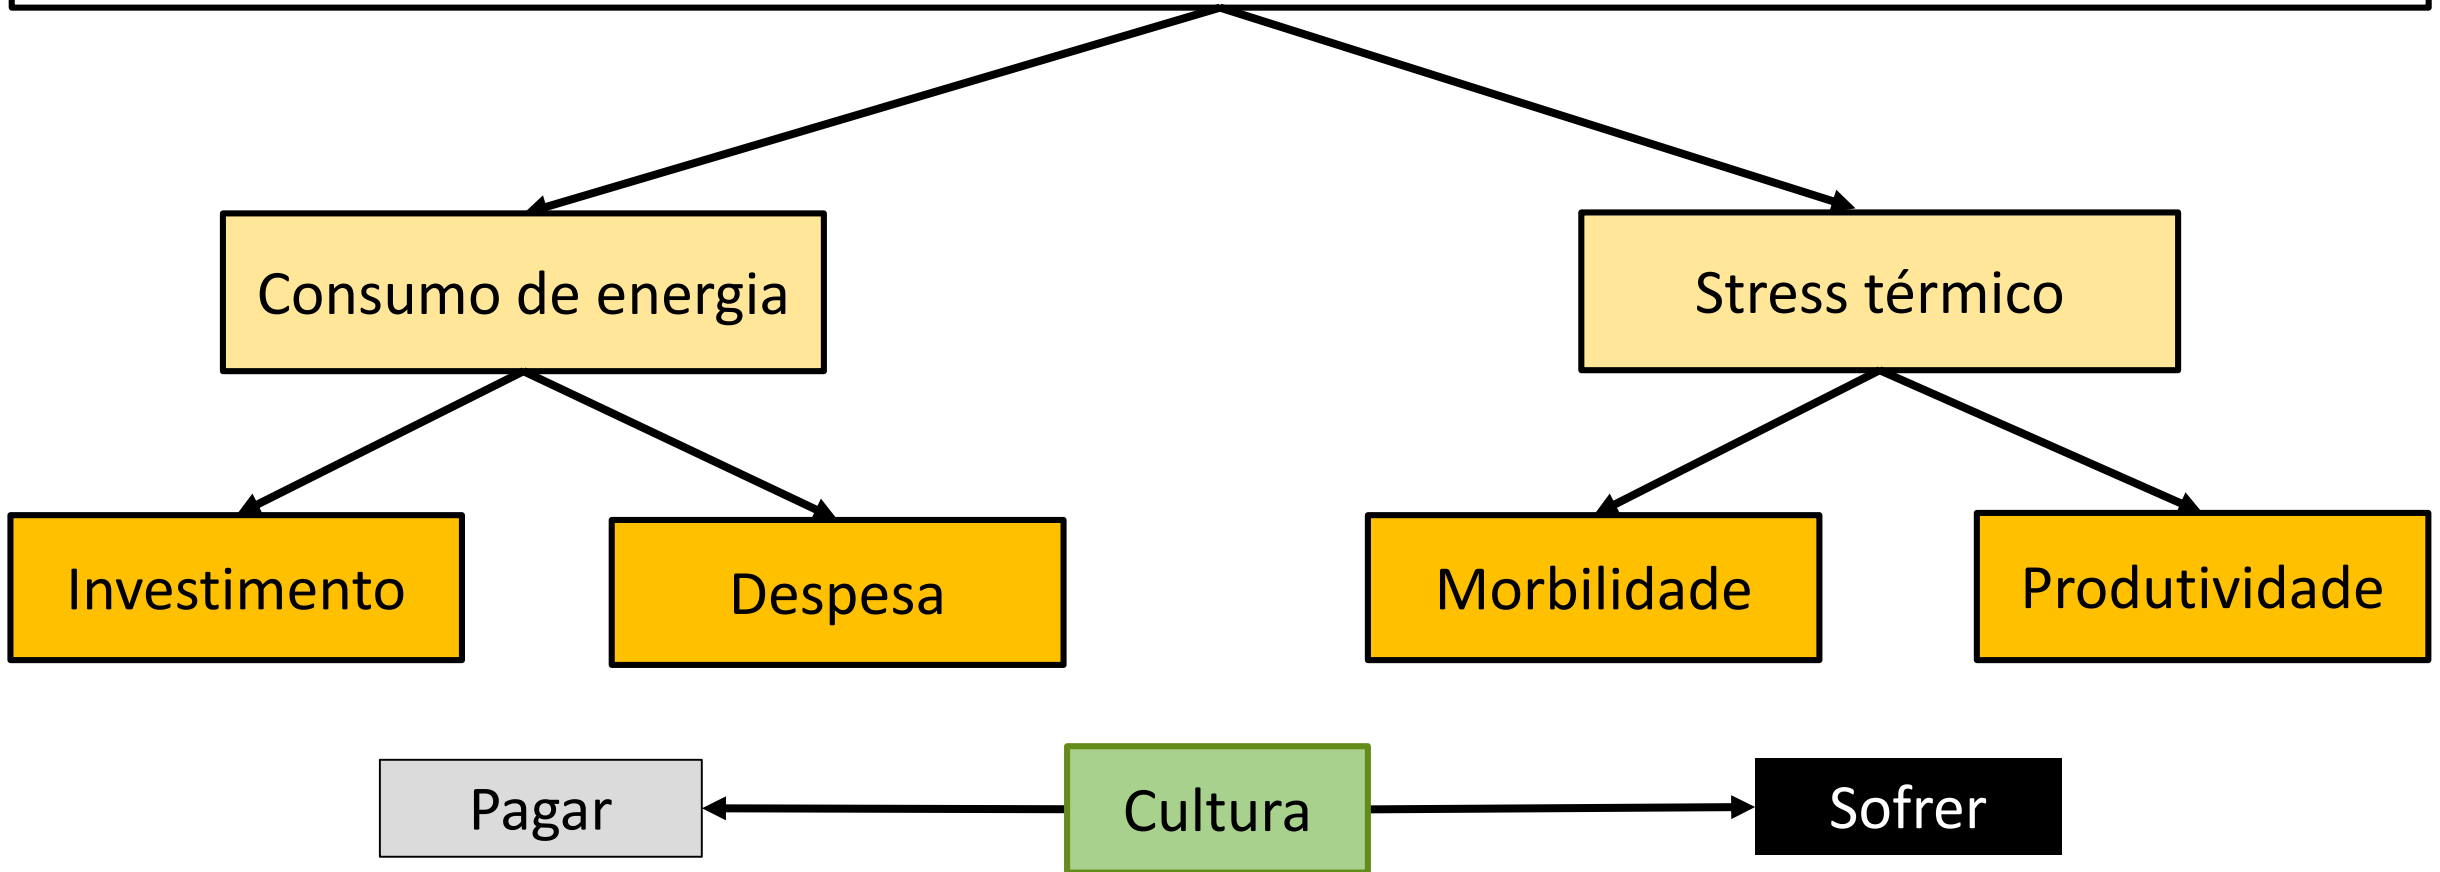 Consumo de energia
Stress térmico
Investimento
Despesa
Morbilidade
Produtividade
Pagar
Cultura
Sofrer